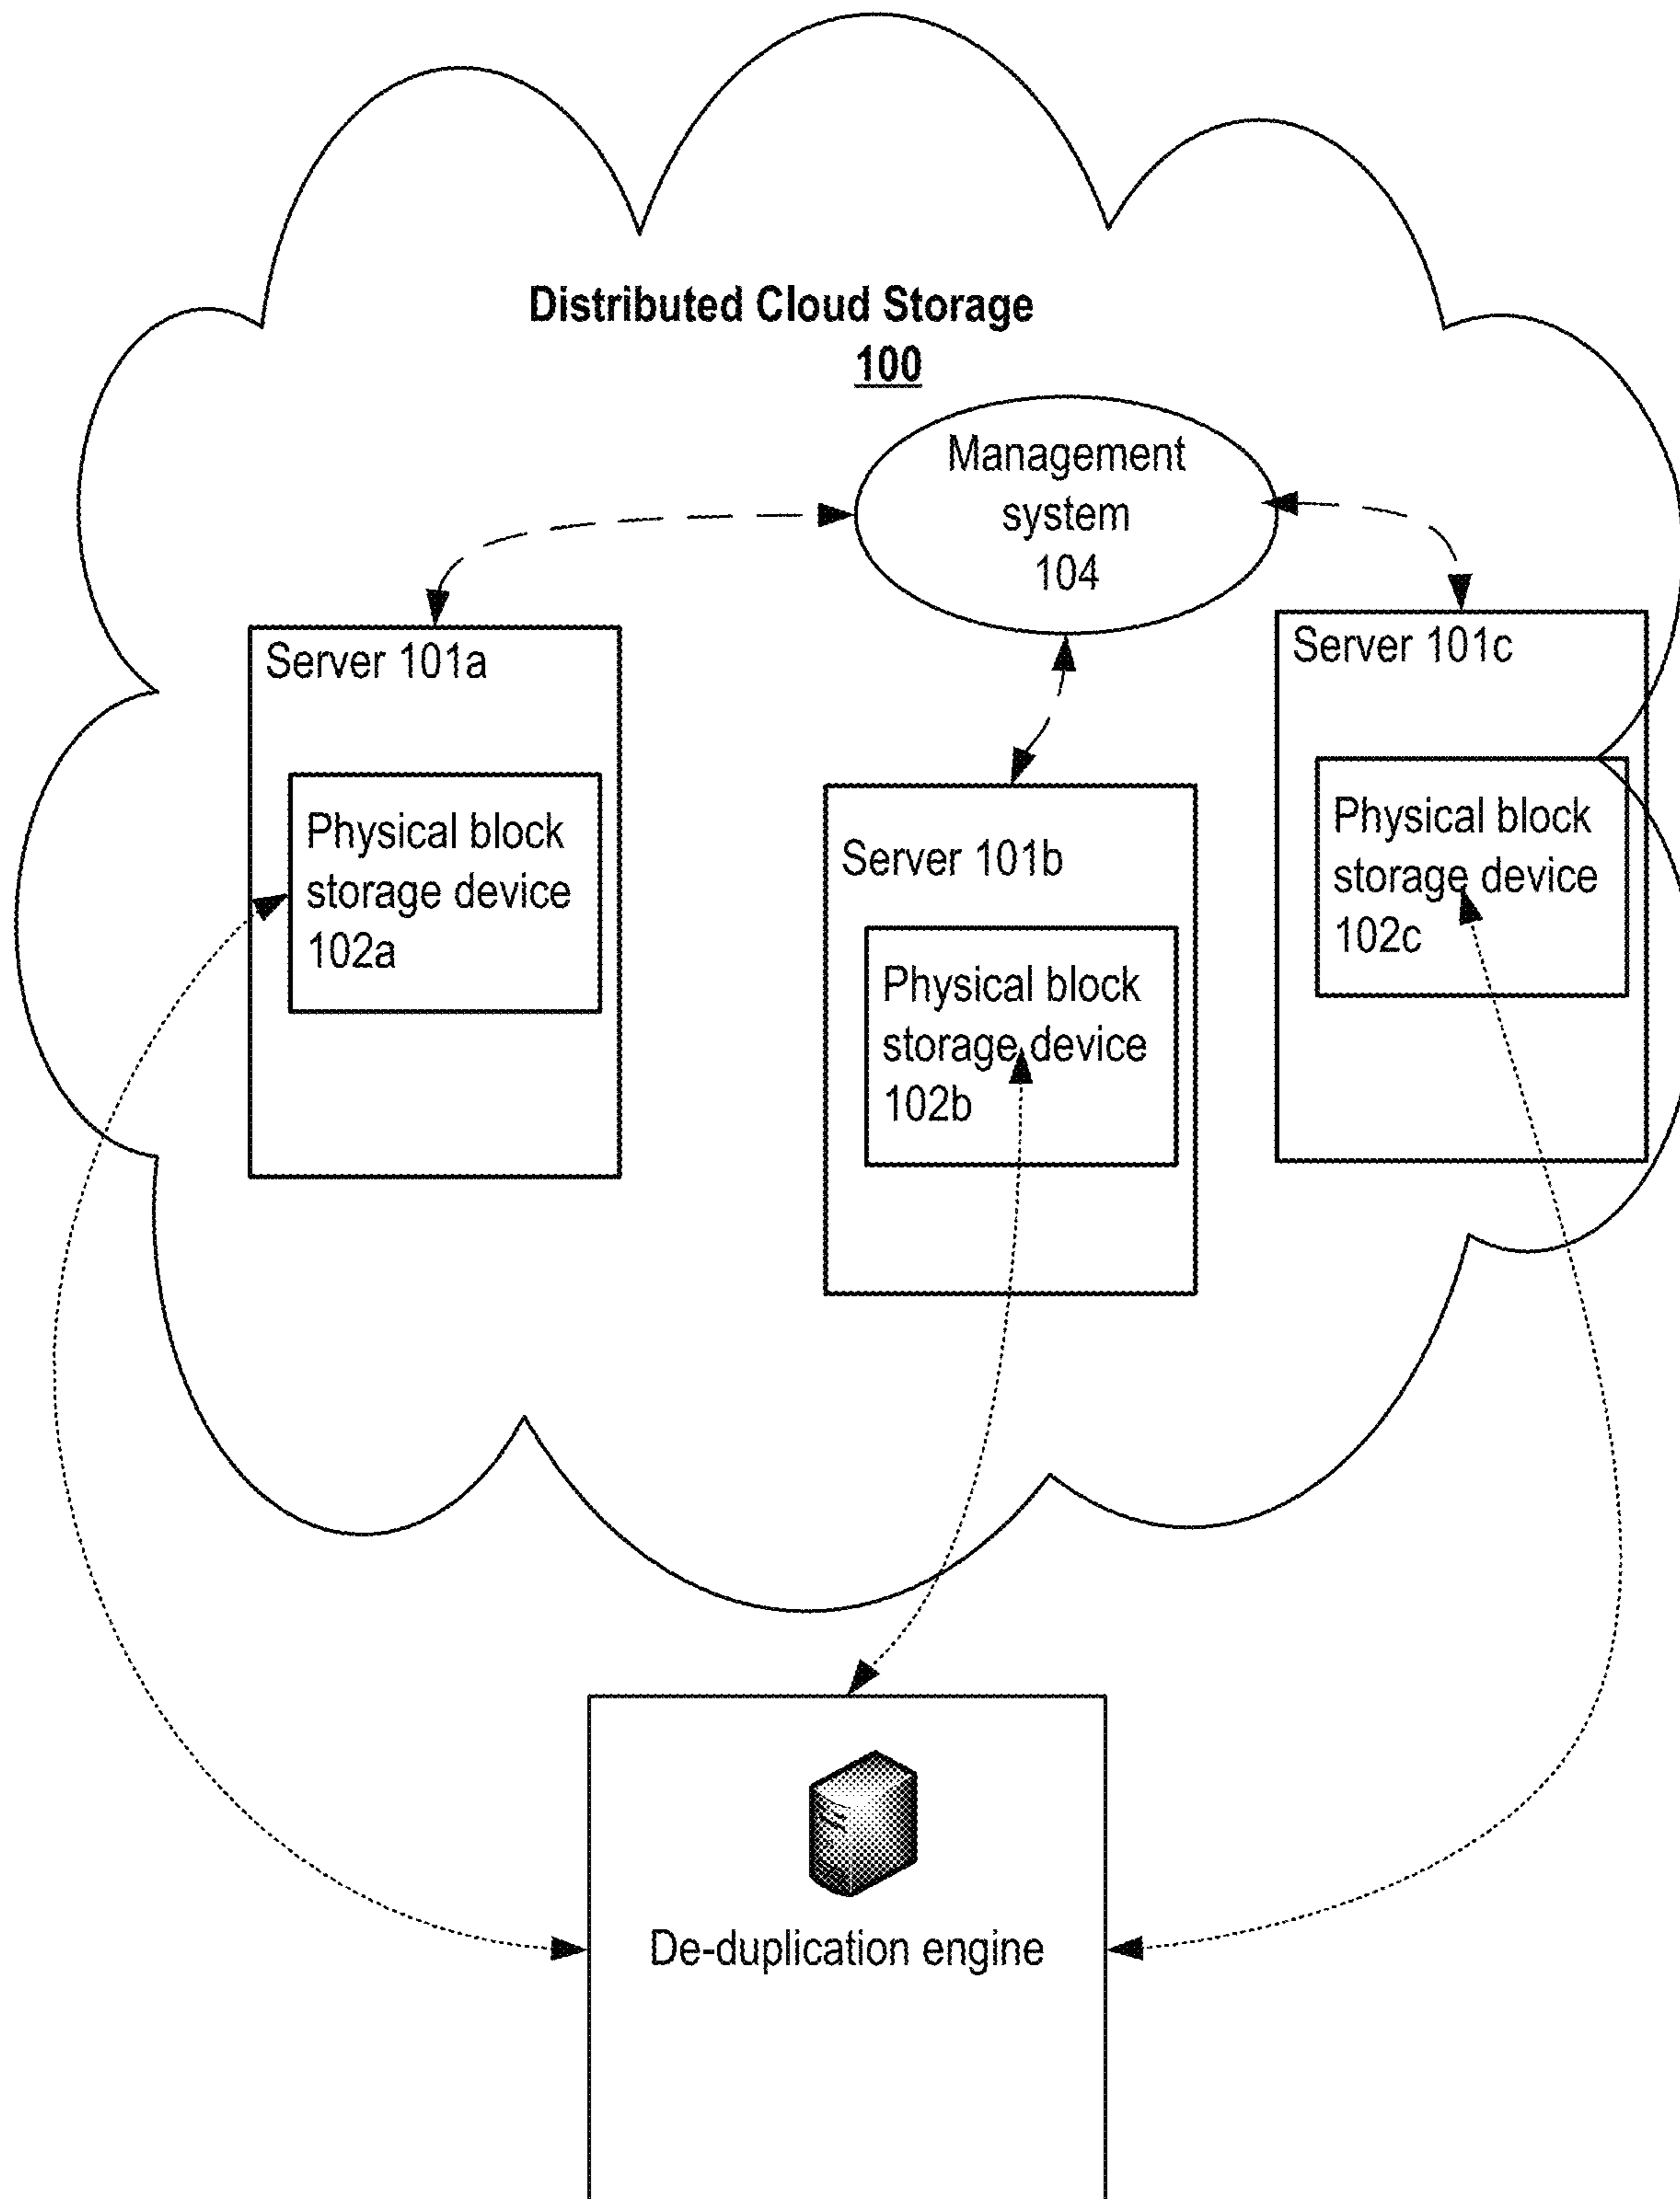 Distributed Cloud Storage
100
Management
system
104
Server 101a
Physical block
storage device
102a
Server 101b
Physical block
storage device
102b
Server 101c
Physical block
storage device
102c
De-duplication engine